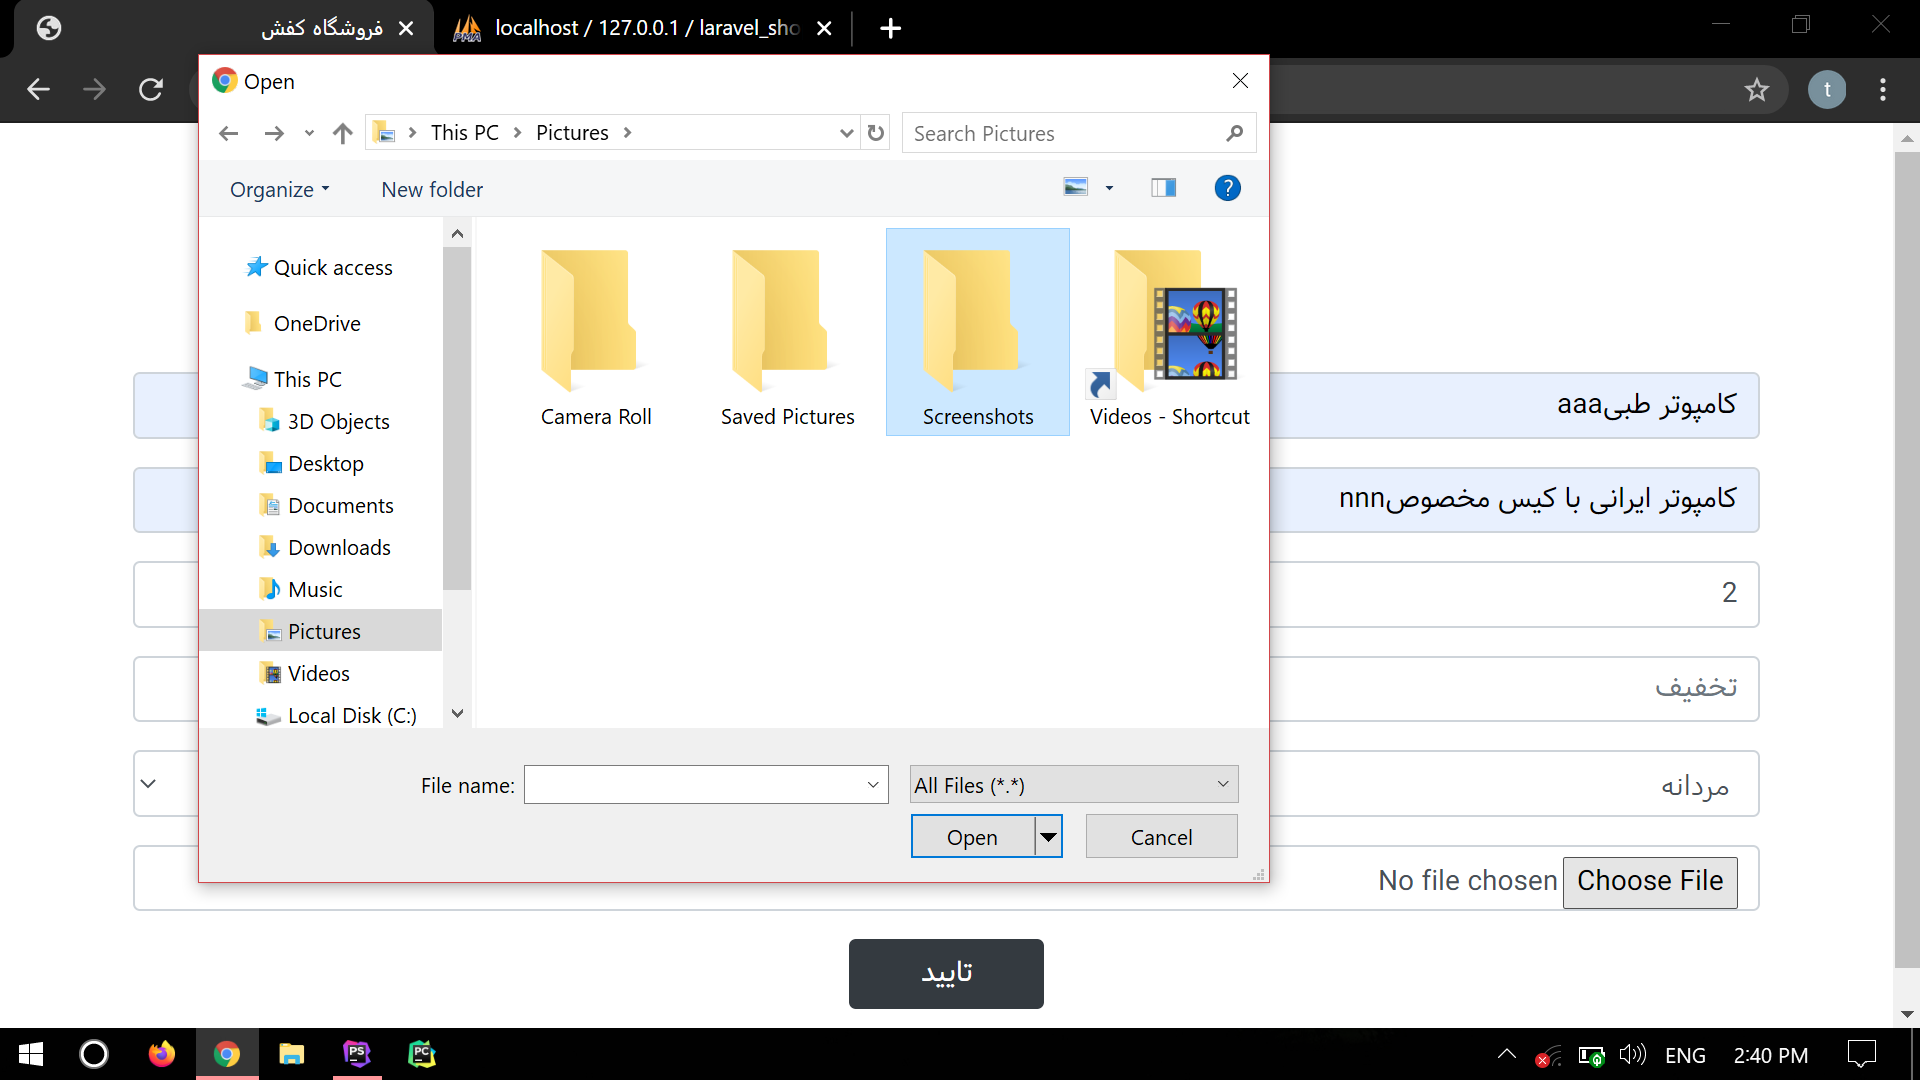 فروشگاه کفش
localhost / 127.0.0.1 / laravel_sho
t
Open
This PC
Pictures
Search Pictures
Organize
New folder
?
Quick access
OneDrive
This PC
3D Objects
Desktop
Documents
Downloads
Music
Pictures
Videos
Local Disk (C:)
Camera Roll
Saved Pictures
Screenshots
Videos - Shortcut
File name:
All Files (*.*)
Open
Cancel
کامپوتر طبیaaa
کامپوتر ایرانی با کیس مخصوصnnn
2
تخفیف
مردانه
No file chosen
Choose File
تایید
PMA
PS
PC
ENG
2:40 PM